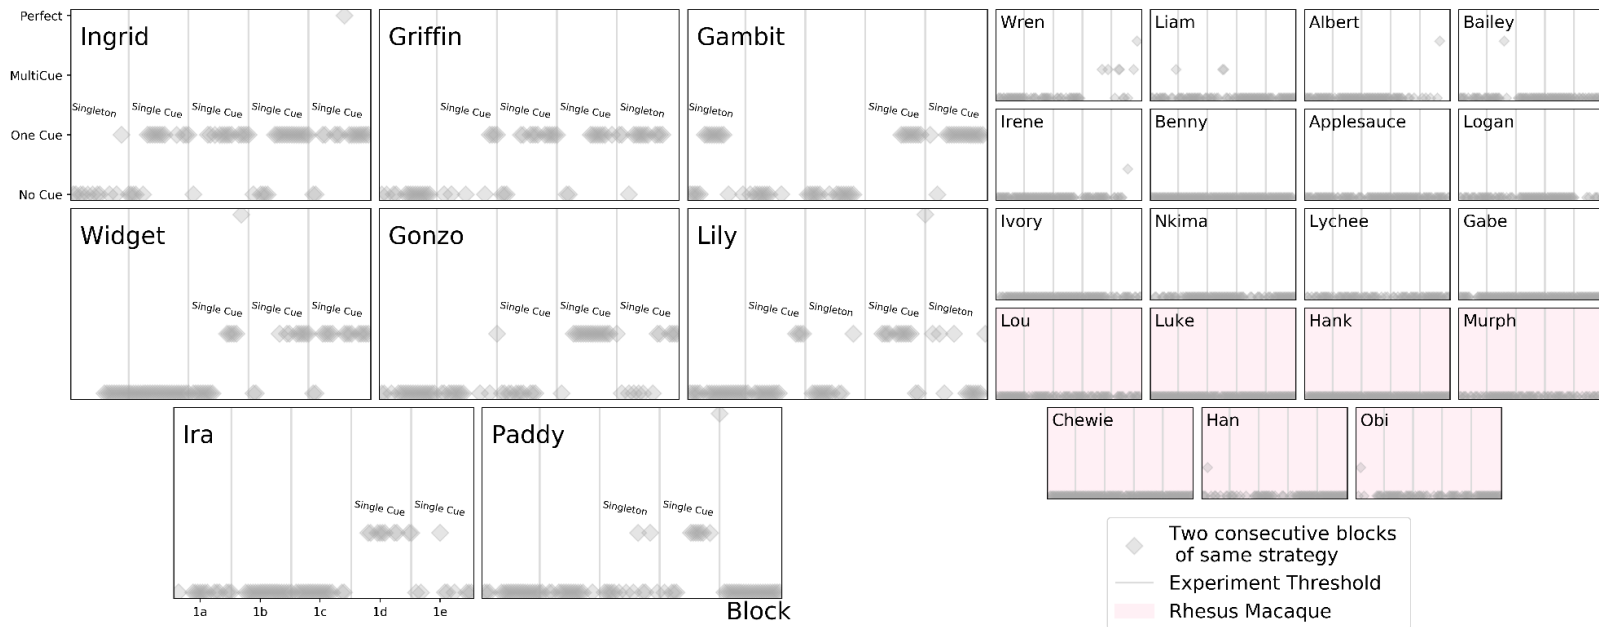 Perfect
MultiCue
One Cue
No Cue
Ingrid
Singleton
Single Cue
Single Cue
Single Cue
Single Cue
Griffin
Single Cue
Single Cue
Single Cue
Singleton
Gambit
Singleton
Single Cue
Single Cue
Wren
Liam
Albert
Bailey
Irene
Benny
Applesauce
Logan
Widget
Single Cue
Single Cue
Single Cue
Gonzo
Single Cue
Single Cue
Single Cue
Lily
Single Cue
Singleton
Single Cue
Singleton
Ivory
Nkima
Lychee
Gabe
Lou
Luke
Hank
Murph
Ira
Single Cue
Single Cue
Paddy
Singleton
Single Cue
Chewie
Han
Obi
1a
1b
1c
1d
1e
Block
Two consecutive blocks
of same strategy
Experiment Threshold
Rhesus Macaque